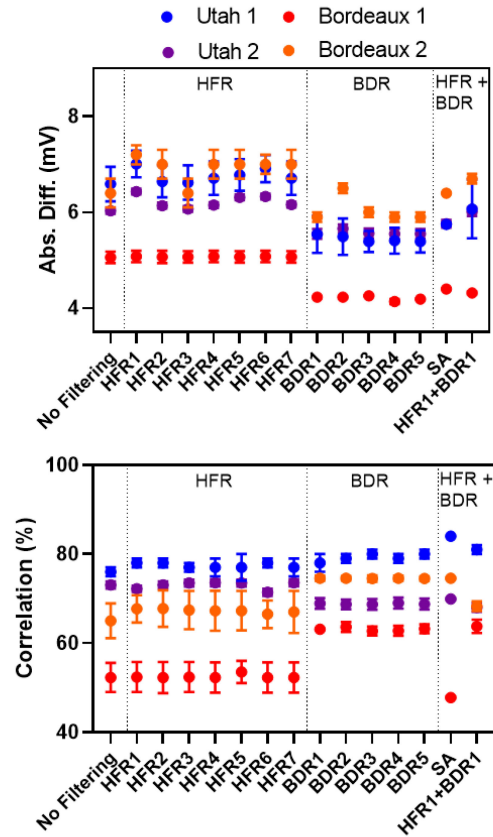 Utah 1 Bordeaux 1
Utah 2 Bordeaux 2
HFR BDR HFR + BDR
Abs. Diff. (mV)
8
6
4
No Filtering HFR1 HFR2 HFR3 HFR4 HFR5 HFR6 HFR7 BDR1 BDR2 BDR3 BDR4 BDR5 SA HFR1+BDR1
HFR BDR HFR + BDR
Correlation (%)
100
80
60
40
No Filtering HFR1 HFR2 HFR3 HFR4 HFR5 HFR6 HFR7 BDR1 BDR2 BDR3 BDR4 BDR5 SA HFR1+BDR1